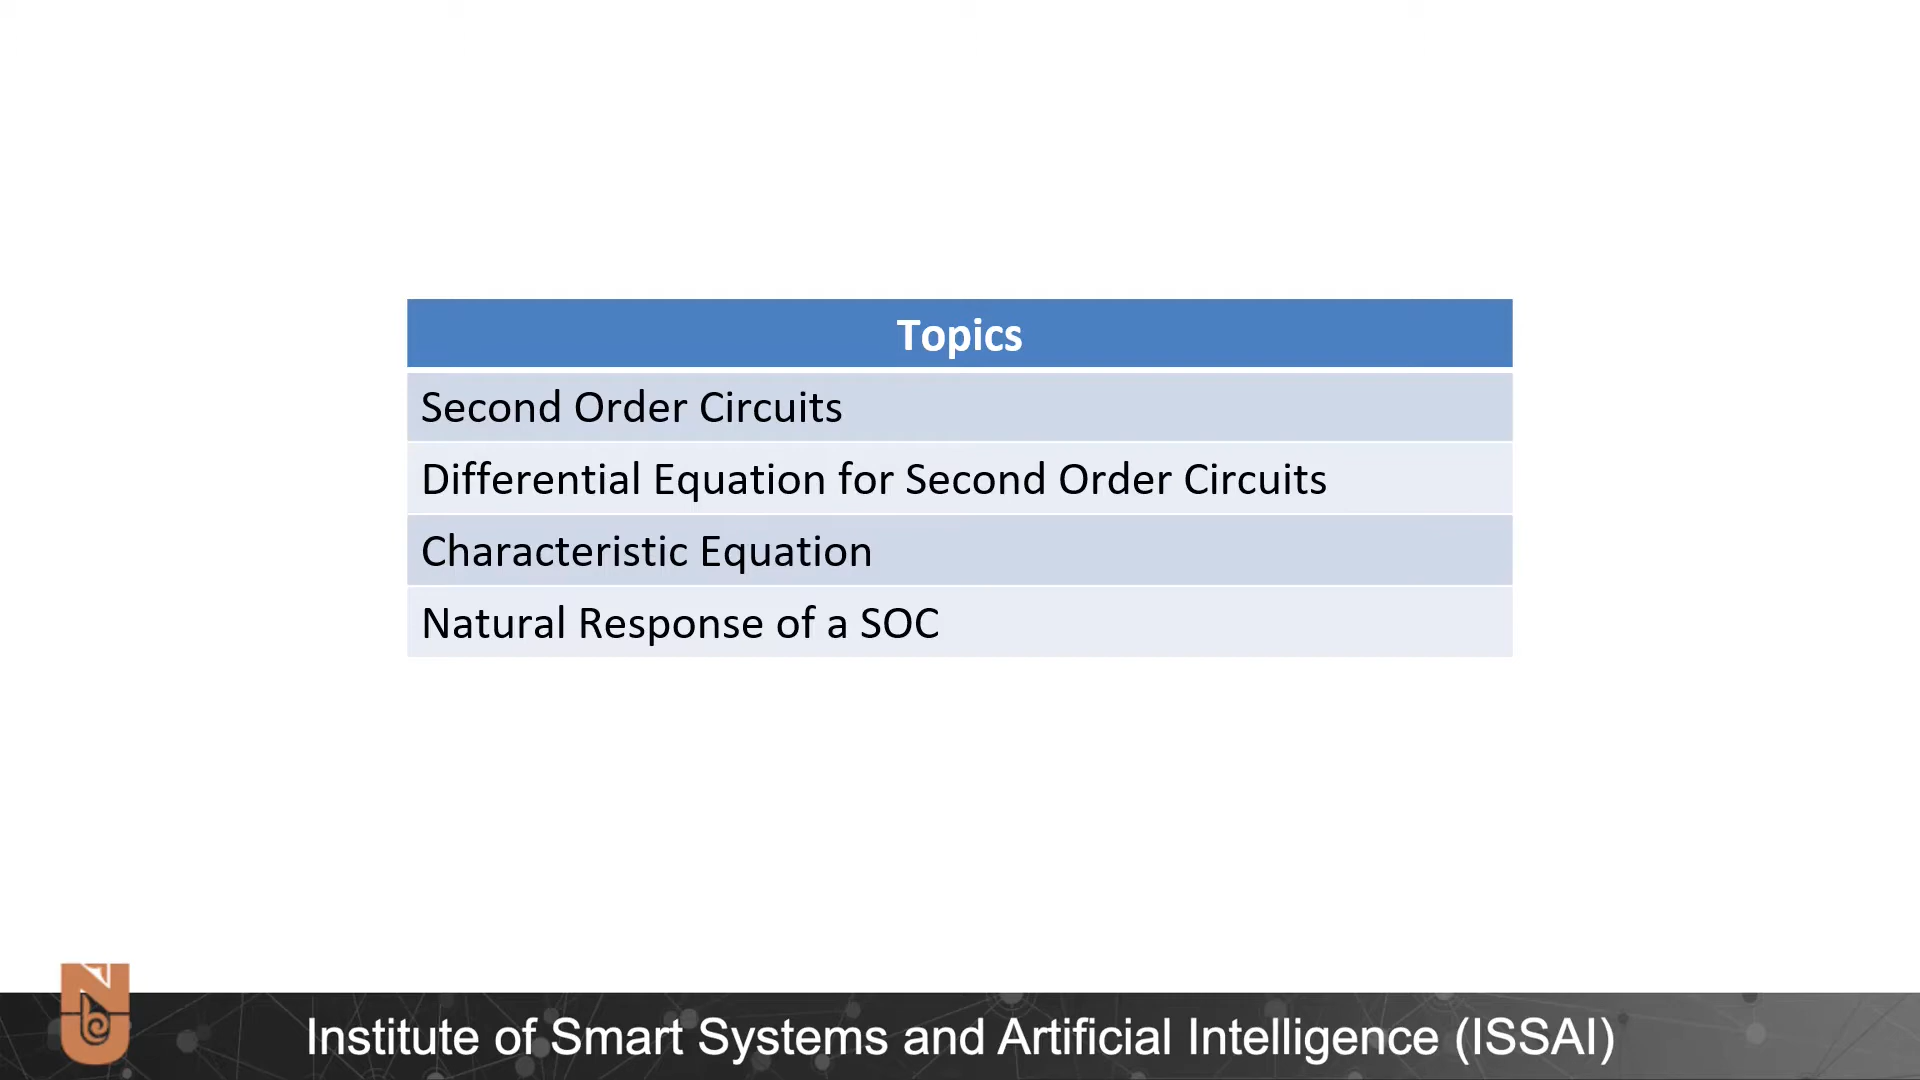 Topics
Second Order Circuits
Differential Equation for Second Order Circuits
Characteristic Equation
Natural Response of a SOC
Institute of Smart Systems and Artificial Intelligence (ISSAI)